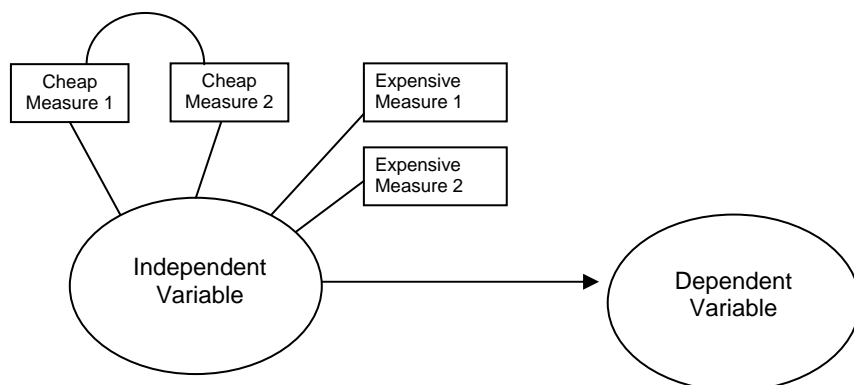 Cheap
Measure 1
Cheap
Measure 2
Expensive
Measure 1
Expensive
Measure 2
Independent
Variable
Dependent
Variable